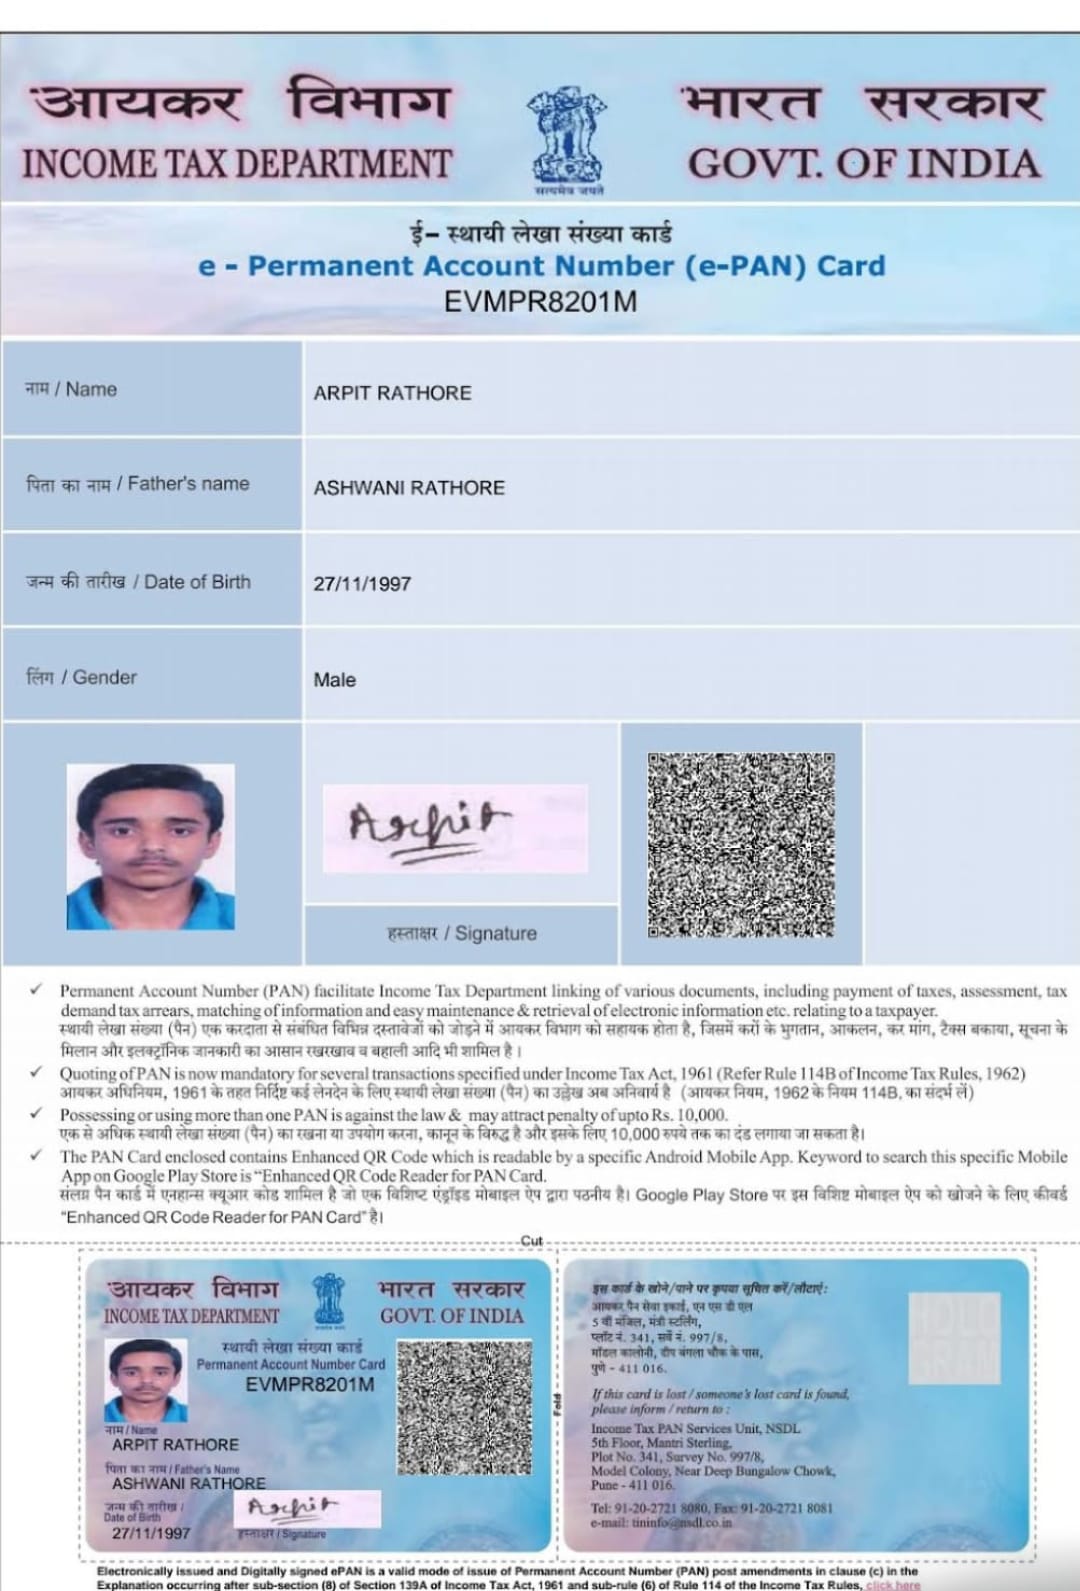 आयकर विभाग
INCOME TAX DEPARTMENT
सत्यमेव जयते
भारत सरकार
GOVT. OF INDIA
ई- स्थायी लेखा संख्या कार्ड
e - Permanent Account Number (e-PAN) Card
EVMPR8201M
नाम / Name
ARPIT RATHORE
पिता का नाम / Father's name
ASHWANI RATHORE
जन्म की तारीख / Date of Birth
27/11/1997
लिंग / Gender
Male
Arpit
हस्ताक्षर / Signature
✓ Permanent Account Number (PAN) facilitate Income Tax Department linking of various documents, including payment of taxes, assessment, tax
demand tax arrears, matching of information and easy maintenance & retrieval of electronic information etc. relating to a taxpayer.
स्थायी लेखा संख्या (पैन) एक करदाता से संबंधित विभिन्न दस्तावेजों को जोड़ने में आयकर विभाग को सहायक होता है, जिसमें करों के भुगतान, आकलन, कर मांग, टैक्स बकाया, सूचना के
मिलान और इलक्ट्रॉनिक जानकारी का आसान रखरखाव व बहाली आदि भी शामिल है ।
✓ Quoting of PAN is now mandatory for several transactions specified under Income Tax Act, 1961 (Refer Rule 114B of Income Tax Rules, 1962)
आयकर अधिनियम, 1961 के तहत निर्दिष्ट कई लेनदेन के लिए स्थायी लेखा संख्या (पैन) का उल्लेख अब अनिवार्य है (आयकर नियम, 1962 के नियम 114B, का संदर्भ लें)
✓ Possessing or using more than one PAN is against the law & may attract penalty of upto Rs. 10,000.
एक से अधिक स्थायी लेखा संख्या (पैन) का रखना या उपयोग करना, कानून के विरुद्ध है और इसके लिए 10,000 रुपये तक का दंड लगाया जा सकता है।
✓ The PAN Card enclosed contains Enhanced QR Code which is readable by a specific Android Mobile App. Keyword to search this specific Mobile
App on Google Play Store is “Enhanced QR Code Reader for PAN Card.
संलग्न पैन कार्ड में एनहान्स क्यूआर कोड शामिल है जो एक विशिष्ट एंड्रॉइड मोबाइल ऐप द्वारा पठनीय है। Google Play Store पर इस विशिष्ट मोबाइल ऐप को खोजने के लिए कीवर्ड
“Enhanced QR Code Reader for PAN Card” है।
Cut
आयकर विभाग
INCOME TAX DEPARTMENT
भारत सरकार
GOVT. OF INDIA
स्थायी लेखा संख्या कार्ड
Permanent Account Number Card
EVMPR8201M
नाम / Name
ARPIT RATHORE
पिता का नाम / Father's Name
ASHWANI RATHORE
जन्म की तारीख /
Date of Birth
27/11/1997
Arpit
हस्ताक्षर / Signature
Fold
इस कार्ड के खोने/पाने पर कृपया सूचित करें/लौटाएं:
आयकर पैन सेवा इकाई, एन एस डी एल
5 वी मंजिल, मंत्री स्टर्लिंग,
प्लॉट नं. 341, सर्वे नं. 997/8,
मॉडल कालोनी, दीप बंगला चौक के पास,
पुणे - 411 016.
If this card is lost / someone's lost card is found,
please inform / return to :
Income Tax PAN Services Unit, NSDL
5th Floor, Mantri Sterling,
Plot No. 341, Survey No. 997/8,
Model Colony, Near Deep Bungalow Chowk,
Pune - 411 016.
Tel: 91-20-2721 8080, Fax: 91-20-2721 8081
e-mail: tininfo@nsdl.co.in
Electronically issued and Digitally signed ePAN is a valid mode of issue of Permanent Account Number (PAN) post amendments in clause (c) in the
Explanation occurring after sub-section (8) of Section 139A of Income Tax Act, 1961 and sub-rule (6) of Rule 114 of the Income Tax Rules, click here